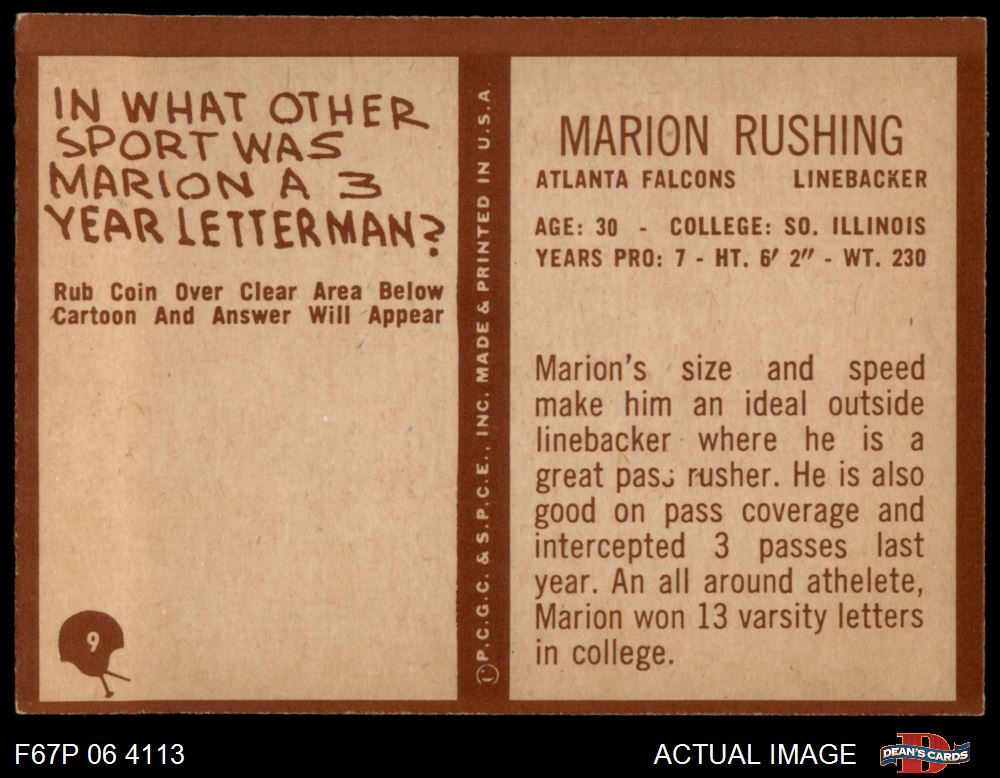 IN WHAT OTHER
SPORT WAS
MARION A 3
YEAR LETTERMAN?
Rub Coin Over Clear Area Below
Cartoon And Answer Will Appear
9
©P.C.G.C. & S.P.C.E., INC. MADE & PRINTED IN U.S.A
MARION RUSHING
ATLANTA FALCONS LINEBACKER
AGE: 30 - COLLEGE: SO. ILLINOIS
YEARS PRO: 7 - HT. 6' 2" - WT. 230
Marion's size and speed
make him an ideal outside
linebacker where he is a
great pass rusher. He is also
good on pass coverage and
intercepted 3 passes last
year. An all around athelete,
Marion won 13 varsity letters
in college.
F67P 06 4113
ACTUAL IMAGE
DEAN'S CARDS